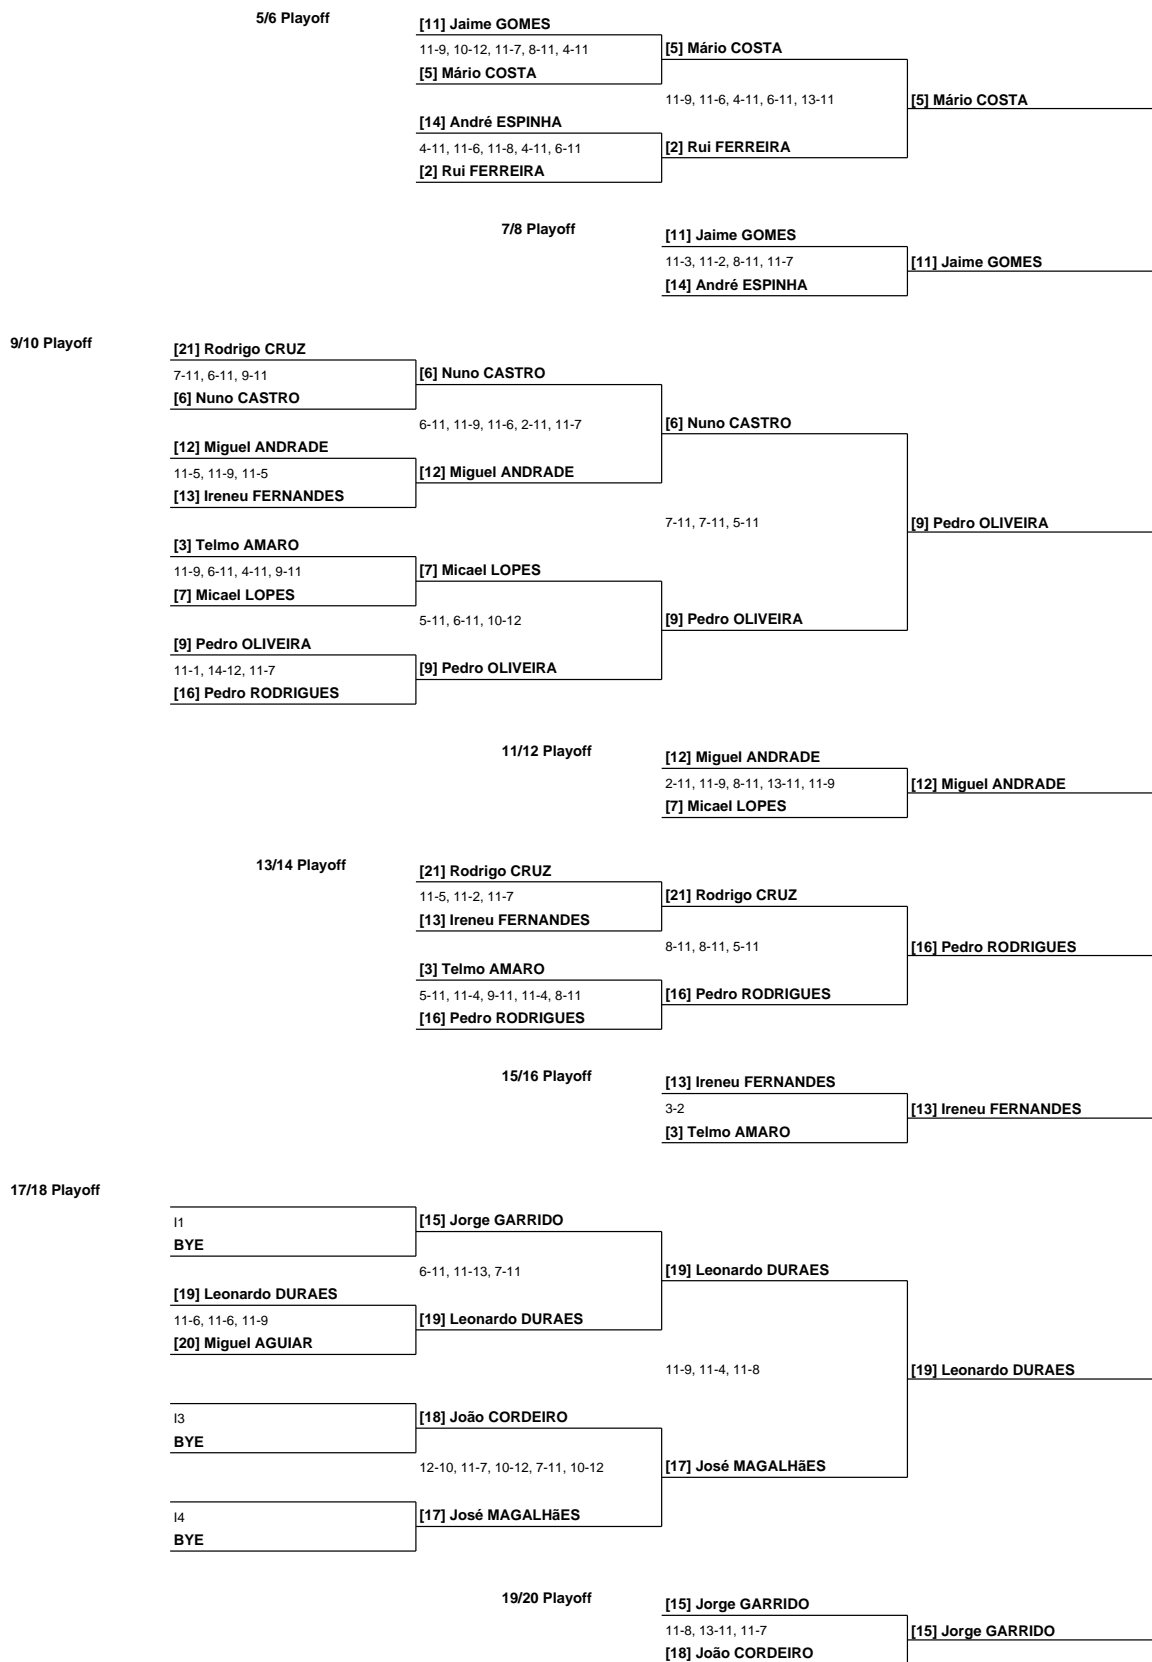 5/6 Playoff
[11] Jaime GOMES
11-9, 10-12, 11-7, 8-11, 4-11
[5] Mário COSTA
[5] Mário COSTA
11-9, 11-6, 4-11, 6-11, 13-11
[5] Mário COSTA
[14] André ESPINHA
4-11, 11-6, 11-8, 4-11, 6-11
[2] Rui FERREIRA
[2] Rui FERREIRA
7/8 Playoff
[11] Jaime GOMES
11-3, 11-2, 8-11, 11-7
[11] Jaime GOMES
[14] André ESPINHA
9/10 Playoff
[21] Rodrigo CRUZ
7-11, 6-11, 9-11
[6] Nuno CASTRO
[6] Nuno CASTRO
6-11, 11-9, 11-6, 2-11, 11-7
[6] Nuno CASTRO
[12] Miguel ANDRADE
11-5, 11-9, 11-5
[12] Miguel ANDRADE
[13] Ireneu FERNANDES
7-11, 7-11, 5-11
[9] Pedro OLIVEIRA
[3] Telmo AMARO
11-9, 6-11, 4-11, 9-11
[7] Micael LOPES
[7] Micael LOPES
5-11, 6-11, 10-12
[9] Pedro OLIVEIRA
[9] Pedro OLIVEIRA
11-1, 14-12, 11-7
[9] Pedro OLIVEIRA
[16] Pedro RODRIGUES
11/12 Playoff
[12] Miguel ANDRADE
2-11, 11-9, 8-11, 13-11, 11-9
[12] Miguel ANDRADE
[7] Micael LOPES
13/14 Playoff
[21] Rodrigo CRUZ
11-5, 11-2, 11-7
[21] Rodrigo CRUZ
[13] Ireneu FERNANDES
8-11, 8-11, 5-11
[16] Pedro RODRIGUES
[3] Telmo AMARO
5-11, 11-4, 9-11, 11-4, 8-11
[16] Pedro RODRIGUES
[16] Pedro RODRIGUES
15/16 Playoff
[13] Ireneu FERNANDES
3-2
[13] Ireneu FERNANDES
[3] Telmo AMARO
17/18 Playoff
I1
[15] Jorge GARRIDO
BYE
6-11, 11-13, 7-11
[19] Leonardo DURAES
[19] Leonardo DURAES
11-6, 11-6, 11-9
[19] Leonardo DURAES
[20] Miguel AGUIAR
11-9, 11-4, 11-8
[19] Leonardo DURAES
I3
[18] João CORDEIRO
BYE
12-10, 11-7, 10-12, 7-11, 10-12
[17] José MAGALHãES
I4
[17] José MAGALHãES
BYE
19/20 Playoff
[15] Jorge GARRIDO
11-8, 13-11, 11-7
[15] Jorge GARRIDO
[18] João CORDEIRO